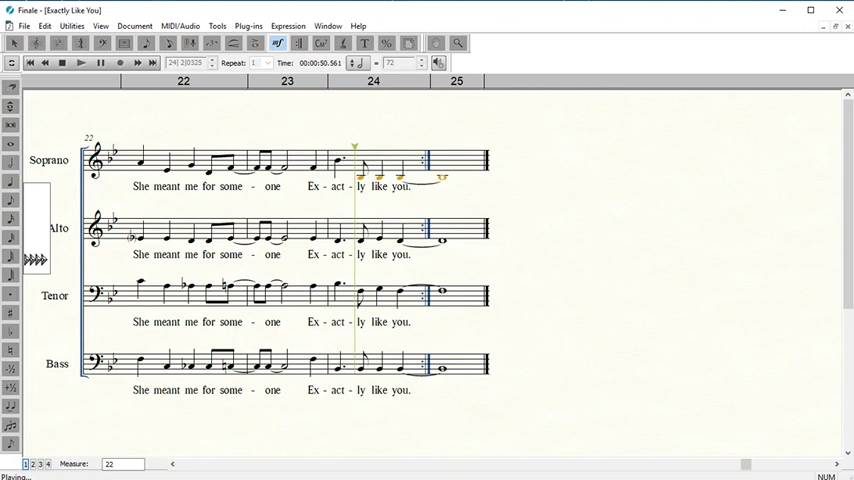 Finale - [Exactly Like You]
File Edit Utilities View Document MIDI/Audio Tools Plug-ins Expression Window Help
24| 2|0325 Repeat: 1 Time: 00:00:50.561 = 72
22 23 24 25
22
Soprano
She meant me for some - one Ex - act - ly like you.
Alto
She meant me for some - one Ex - act - ly like you.
Tenor
She meant me for some - one Ex - act - ly like you.
Bass
She meant me for some - one Ex - act - ly like you.
1 2 3 4 Measure: 22
Playing... NUM